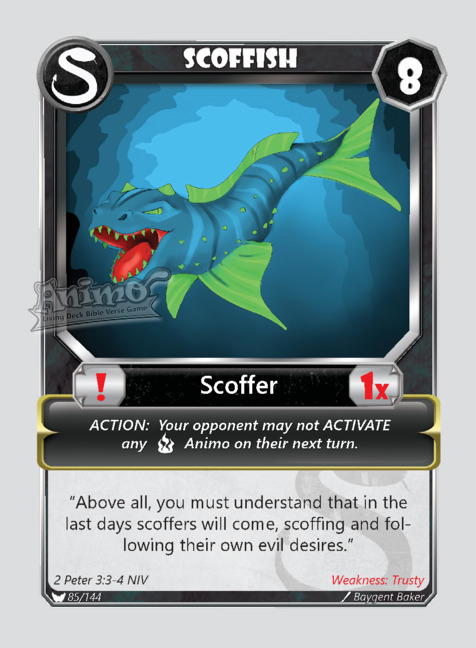 S
SCOFFISH
8
Animo
Living Deck Bible Verse Game
!
Scoffer
1x
ACTION: Your opponent may not ACTIVATE
any Animo on their next turn.
"Above all, you must understand that in the
last days scoffers will come, scoffing and fol-
lowing their own evil desires."
2 Peter 3:3-4 NIV
Weakness: Trusty
85/144
Baygent Baker